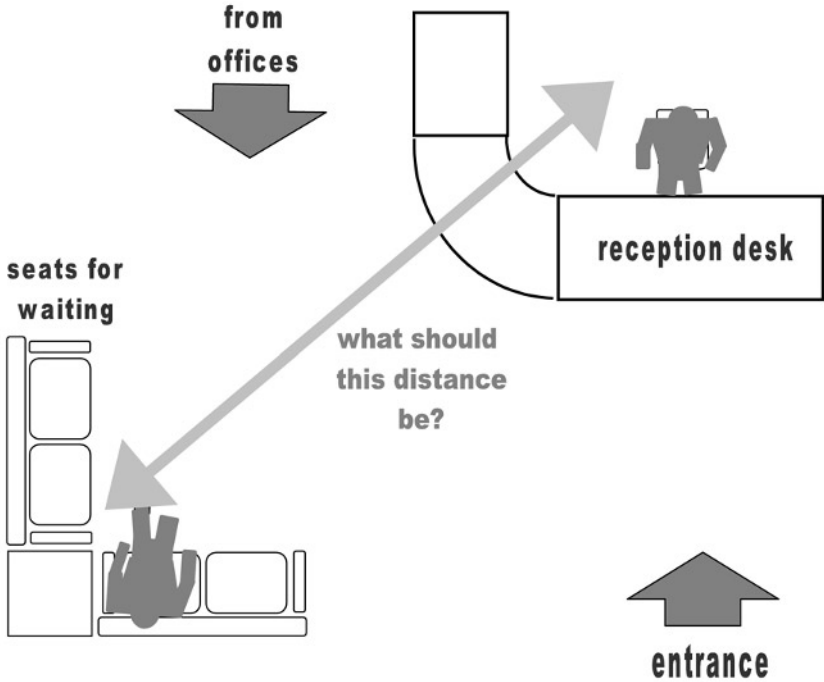 from
offices
reception desk
seats for
waiting
what should
this distance
be?
entrance